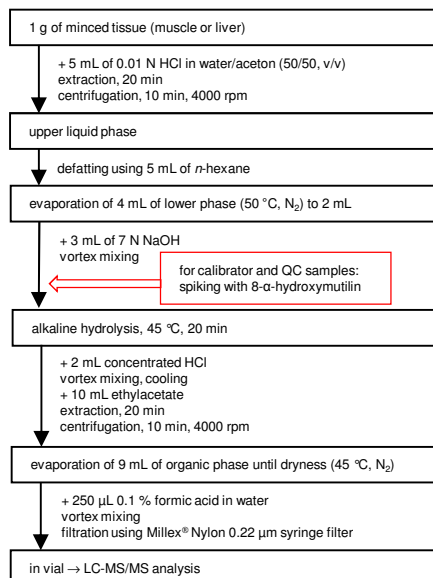 1 g of minced tissue (muscle or liver)
+ 5 mL of 0.01 N HCl in water/aceton (50/50, v/v)
extraction, 20 min
centrifugation, 10 min, 4000 rpm
upper liquid phase
defatting using 5 mL of n-hexane
evaporation of 4 mL of lower phase (50 °C, N₂) to 2 mL
+ 3 mL of 7 N NaOH
vortex mixing
for calibrator and QC samples:
spiking with 8-α-hydroxymutilin
alkaline hydrolysis, 45 °C, 20 min
+ 2 mL concentrated HCl
vortex mixing, cooling
+ 10 mL ethylacetate
extraction, 20 min
centrifugation, 10 min, 4000 rpm
evaporation of 9 mL of organic phase until dryness (45 °C, N₂)
+ 250 µL 0.1 % formic acid in water
vortex mixing
filtration using Millex® Nylon 0.22 µm syringe filter
in vial → LC-MS/MS analysis